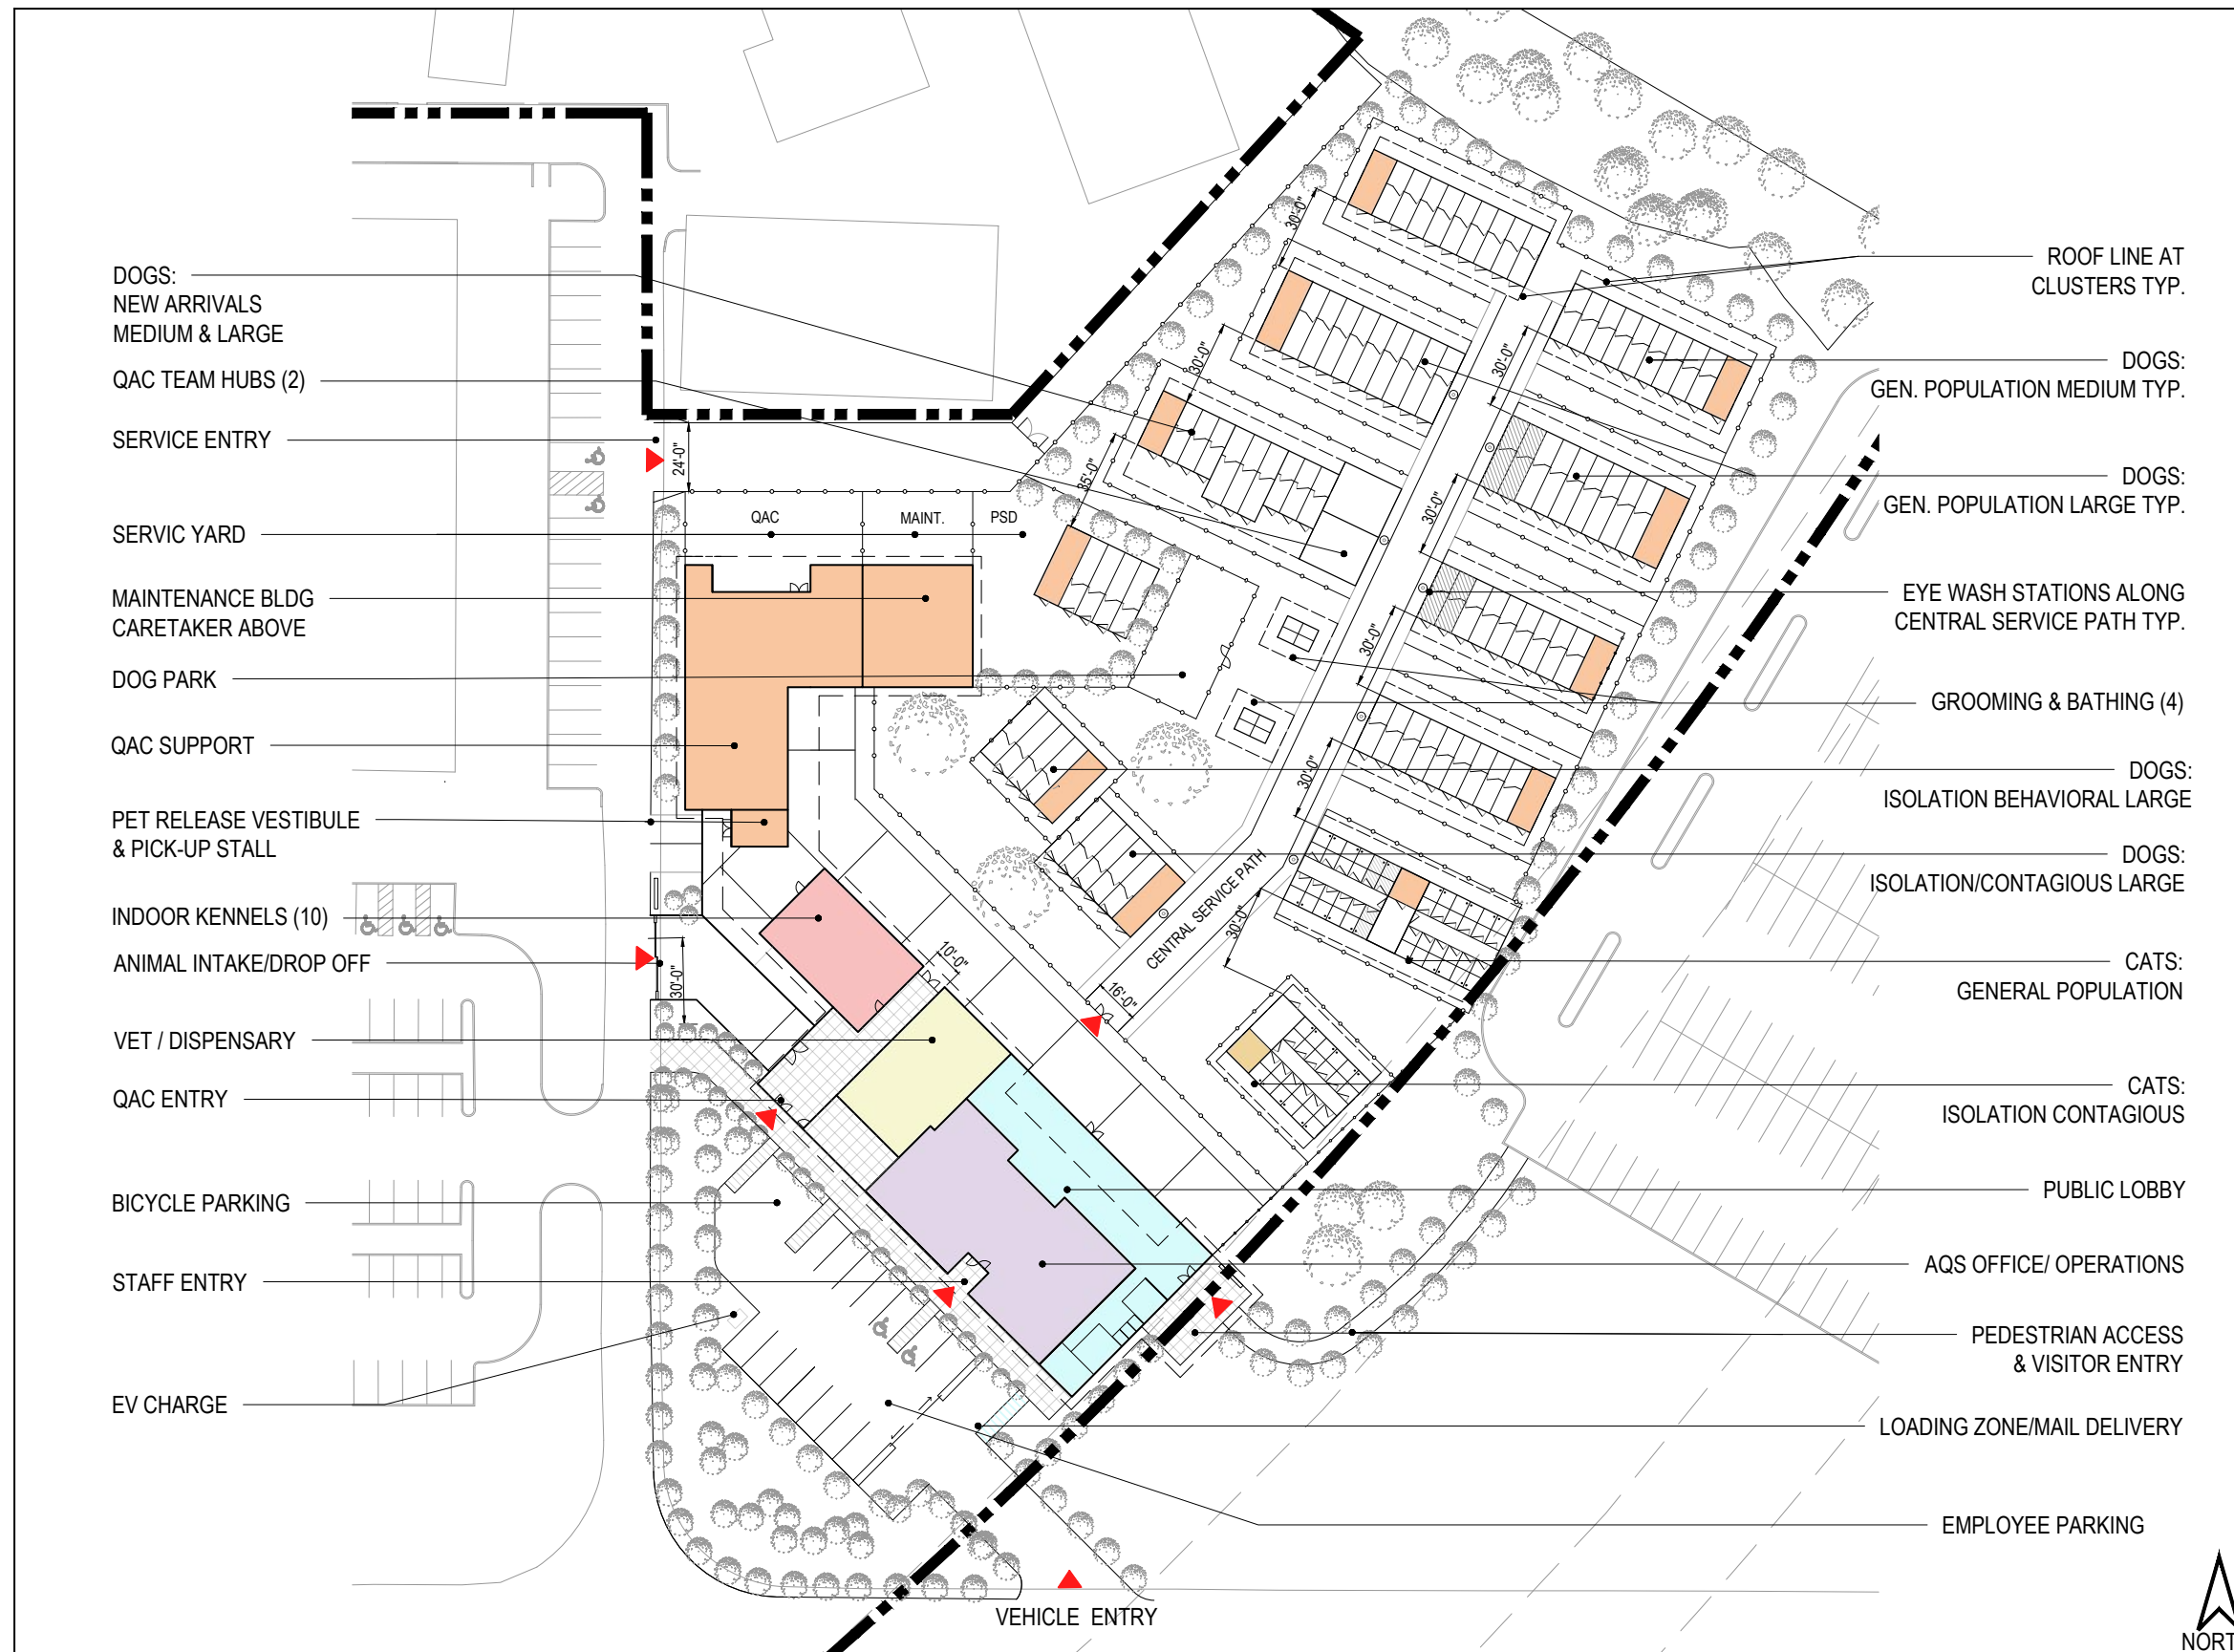 DOGS:
NEW ARRIVALS
MEDIUM & LARGE
QAC TEAM HUBS (2)
SERVICE ENTRY
SERVIC YARD
MAINTENANCE BLDG
CARETAKER ABOVE
DOG PARK
QAC SUPPORT
PET RELEASE VESTIBULE
& PICK-UP STALL
INDOOR KENNELS (10)
ANIMAL INTAKE/DROP OFF
VET / DISPENSARY
QAC ENTRY
BICYCLE PARKING
STAFF ENTRY
EV CHARGE
24'-0"
QAC
MAINT.
PSD
30'-0"
30'-0"
35'-0"
30'-0"
30'-0"
30'-0"
30'-0"
30'-0"
CENTRAL SERVICE PATH
16'-0"
10'-0"
30'-0"
VEHICLE ENTRY
ROOF LINE AT
CLUSTERS TYP.
DOGS:
GEN. POPULATION MEDIUM TYP.
DOGS:
GEN. POPULATION LARGE TYP.
EYE WASH STATIONS ALONG
CENTRAL SERVICE PATH TYP.
GROOMING & BATHING (4)
DOGS:
ISOLATION BEHAVIORAL LARGE
DOGS:
ISOLATION/CONTAGIOUS LARGE
CATS:
GENERAL POPULATION
CATS:
ISOLATION CONTAGIOUS
PUBLIC LOBBY
AQS OFFICE/ OPERATIONS
PEDESTRIAN ACCESS
& VISITOR ENTRY
LOADING ZONE/MAIL DELIVERY
EMPLOYEE PARKING
NORT